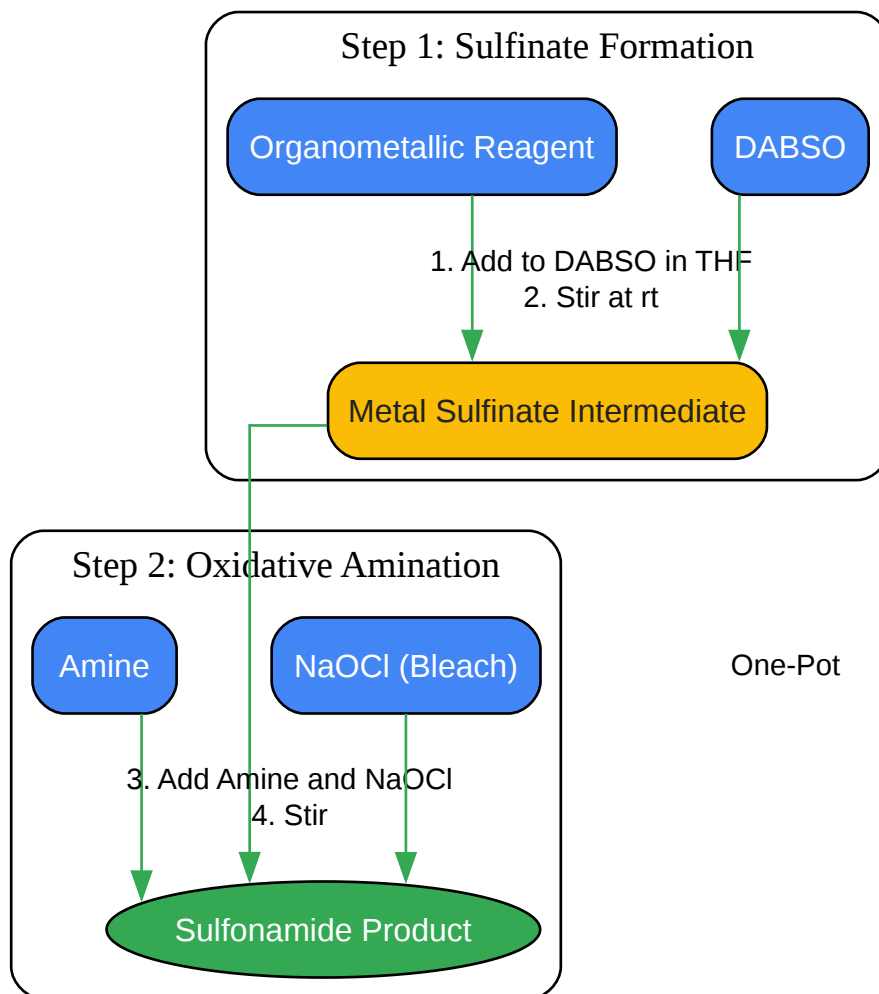 Step 1: Sulfinate Formation
Organometallic Reagent
DABSO
1. Add to DABSO in THF
2. Stir at rt
Metal Sulfinate Intermediate
Step 2: Oxidative Amination
Amine
NaOCl (Bleach)
One-Pot
3. Add Amine and NaOCl
4. Stir
Sulfonamide Product